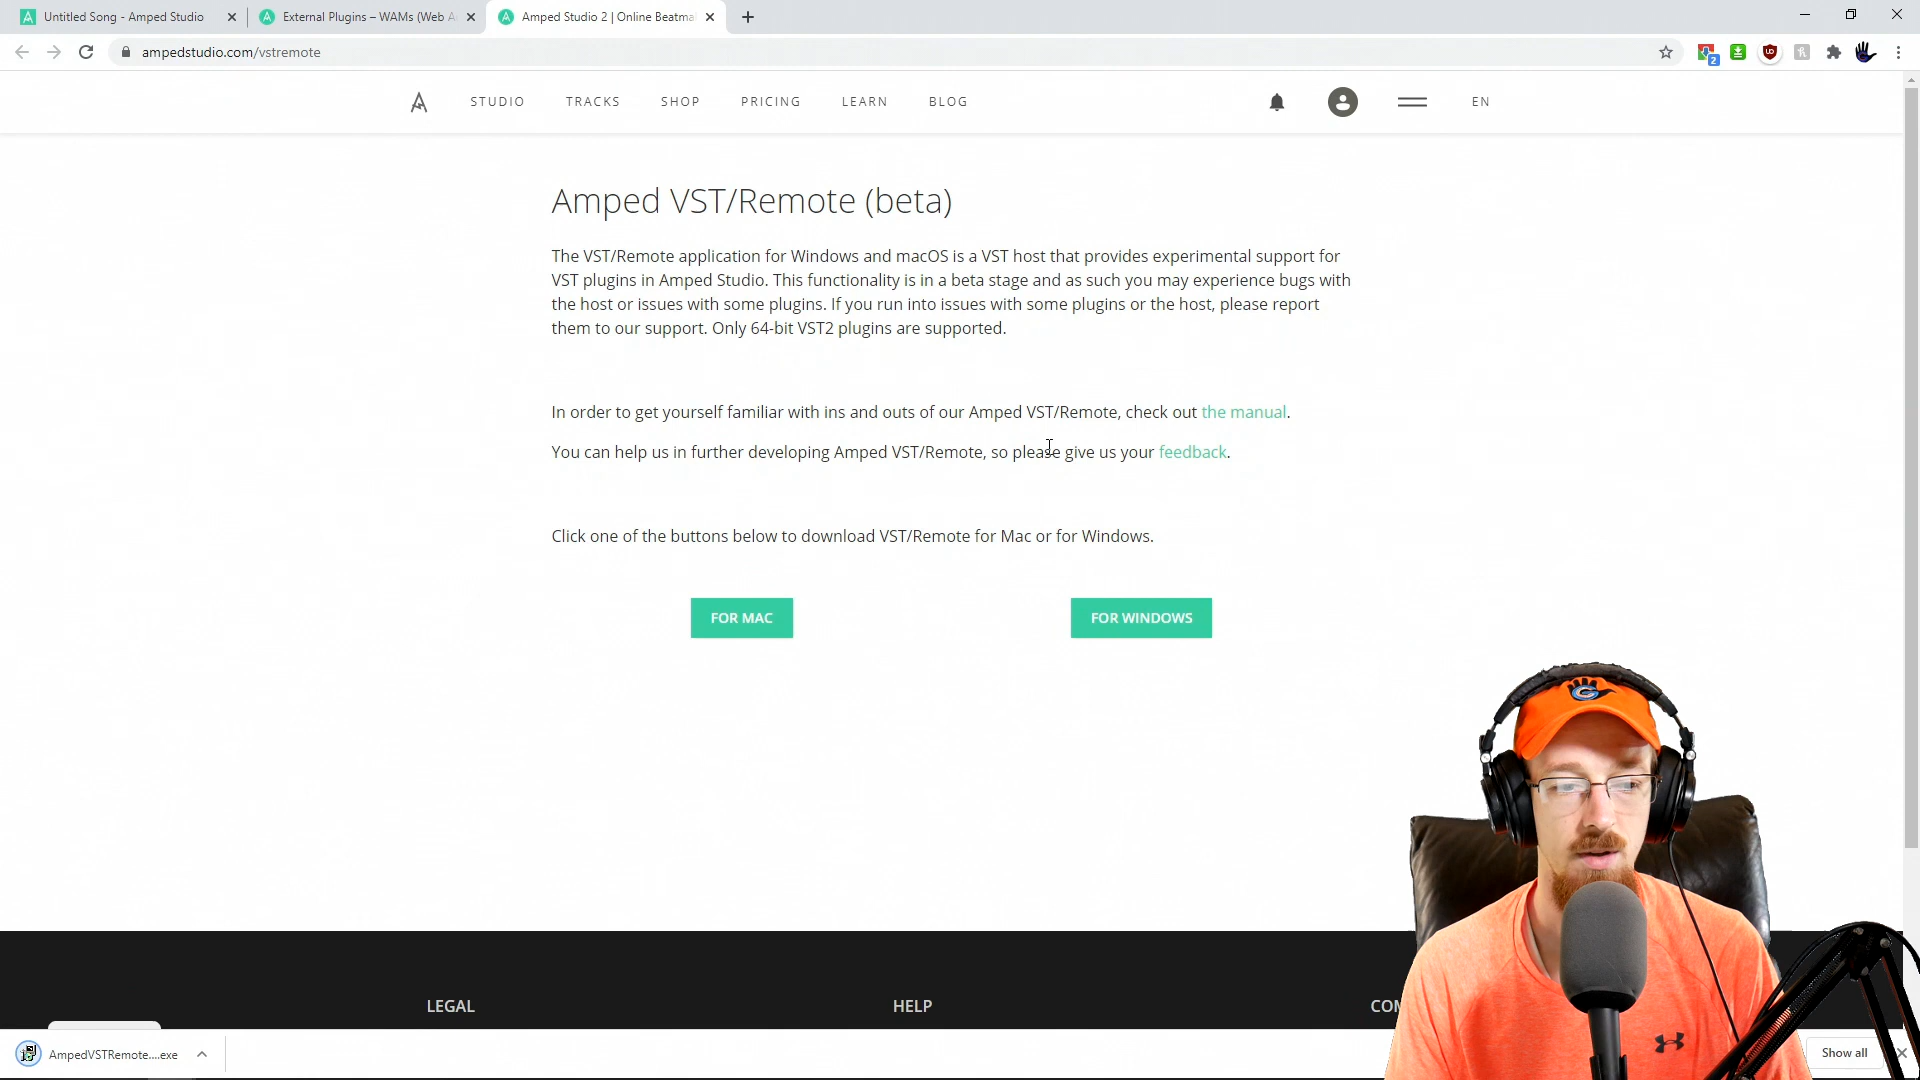 Untitled Song - Amped Studio
External Plugins – WAMs (Web A
Amped Studio 2 | Online Beatma
ampedstudio.com/vstremote
2
STUDIO
TRACKS
SHOP
PRICING
LEARN
BLOG
EN
Amped VST/Remote (beta)
The VST/Remote application for Windows and macOS is a VST host that provides experimental support for
VST plugins in Amped Studio. This functionality is in a beta stage and as such you may experience bugs with
the host or issues with some plugins. If you run into issues with some plugins or the host, please report
them to our support. Only 64-bit VST2 plugins are supported.
In order to get yourself familiar with ins and outs of our Amped VST/Remote, check out the manual.
You can help us in further developing Amped VST/Remote, so please give us your feedback.
Click one of the buttons below to download VST/Remote for Mac or for Windows.
FOR MAC
FOR WINDOWS
LEGAL
HELP
COM
AmpedVSTRemote....exe
Show all